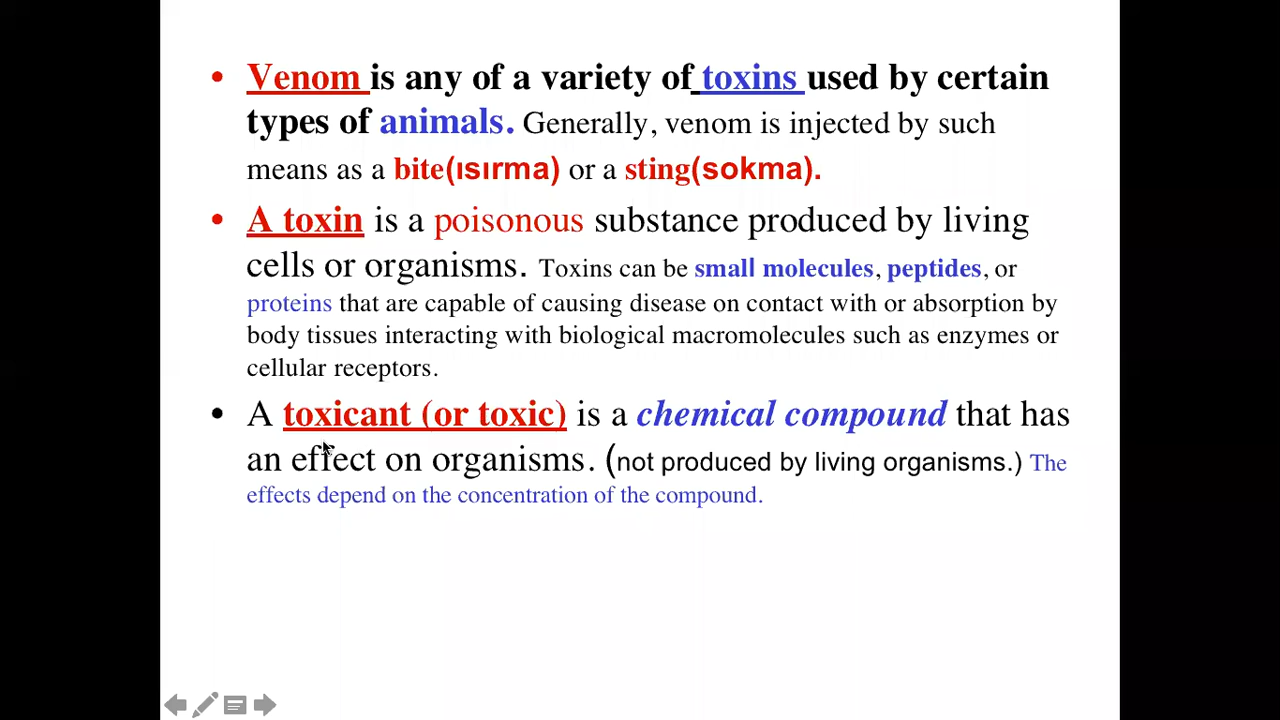 • Venom is any of a variety of toxins used by certain
types of animals. Generally, venom is injected by such
means as a bite(ısırma) or a sting(sokma).
• A toxin is a poisonous substance produced by living
cells or organisms. Toxins can be small molecules, peptides, or
proteins that are capable of causing disease on contact with or absorption by
body tissues interacting with biological macromolecules such as enzymes or
cellular receptors.
• A toxicant (or toxic) is a chemical compound that has
an effect on organisms. (not produced by living organisms.) The
effects depend on the concentration of the compound.